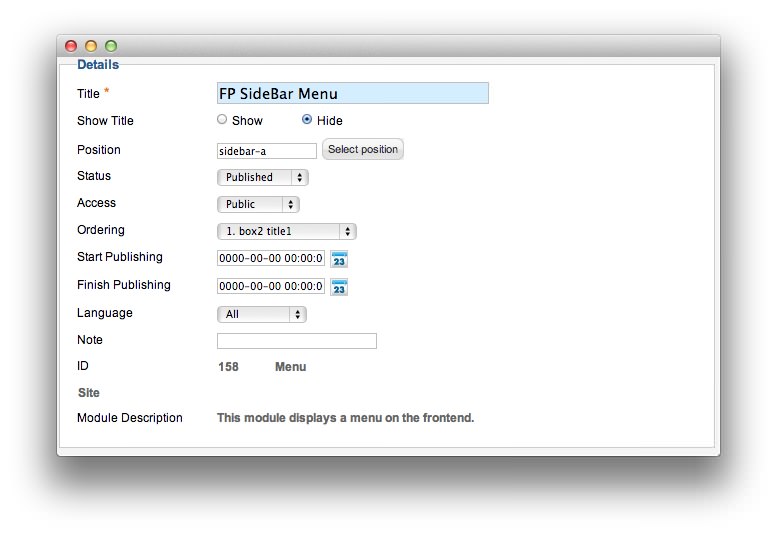 Details
Title * FP SideBar Menu
Show Title Show Hide
Position sidebar-a Select position
Status Published
Access Public
Ordering 1. box2 title1
Start Publishing 0000-00-00 00:00:0 23
Finish Publishing 0000-00-00 00:00:0 23
Language All
Note
ID 158 Menu
Site
Module Description This module displays a menu on the frontend.